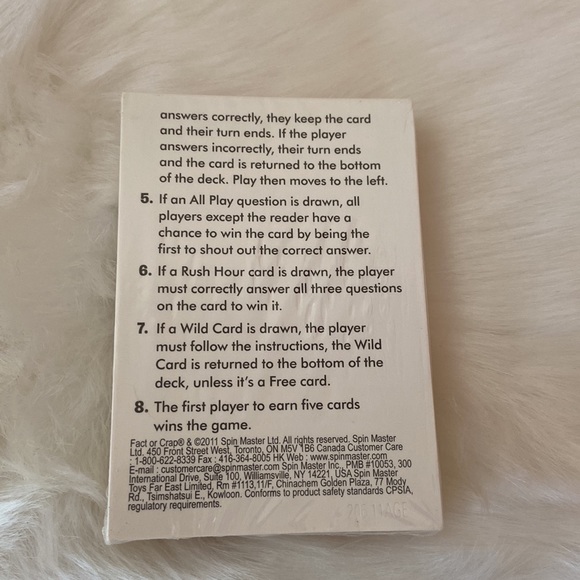 answers correctly, they keep the card
and their turn ends. If the player
answers incorrectly, their turn ends
and the card is returned to the bottom
of the deck. Play then moves to the left.
5. If an All Play question is drawn, all
players except the reader have a
chance to win the card by being the
first to shout out the correct answer.
6. If a Rush Hour card is drawn, the player
must correctly answer all three questions
on the card to win it.
7. If a Wild Card is drawn, the player
must follow the instructions, the Wild
Card is returned to the bottom of the
deck, unless it's a Free card.
8. The first player to earn five cards
wins the game.
Fact or Crap® & ©2011 Spin Master Ltd. All rights reserved. Spin Master
Ltd. 450 Front Street West, Toronto, ON M5V 1B6 Canada Customer Care
: 1-800-622-8339 Fax : 416-364-8005 HK Web : www.spinmaster.com
E-mail : customercare@spinmaster.com Spin Master Inc., PMB #10053, 300
International Drive, Suite 100, Williamsville, NY 14221, USA Spin Master
Toys Far East Limited, Rm #1113,11/F, Chinachem Golden Plaza, 77 Mody
Rd., Tsimshatsui E., Kowloon. Conforms to product safety standards CPSIA,
regulatory requirements.